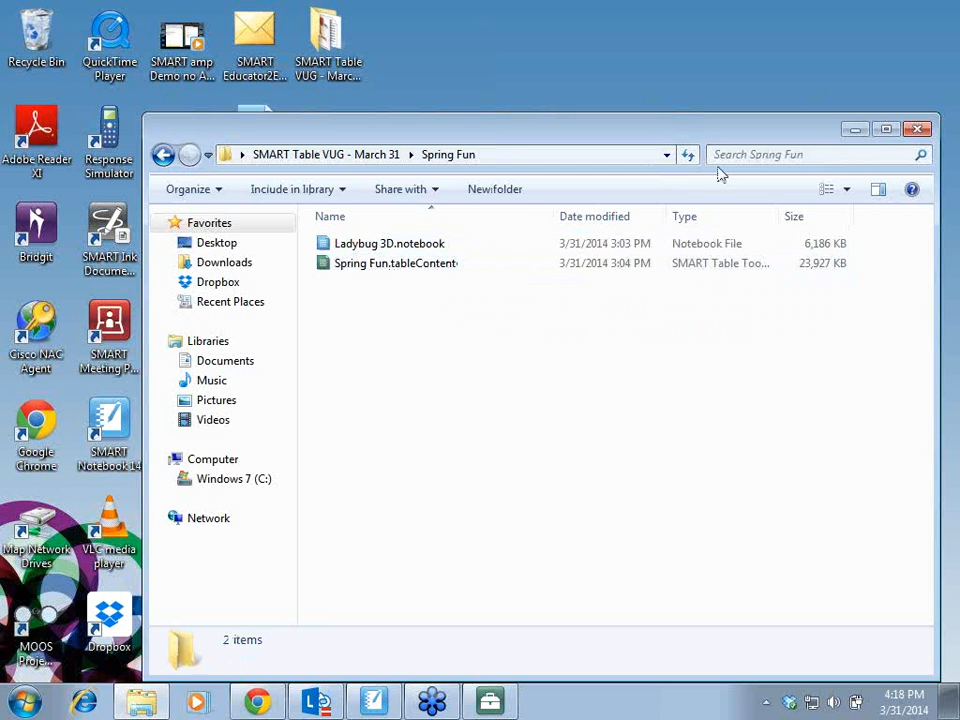 Recycle Bin
QuickTime
Player
SMART amp
Demo no A...
SMART
Educator2E...
SMART Table
VUG - Marc...
Adobe Reader
XI
Response
Simulator
Bridgit
SMART Ink
Docume...
Cisco NAC
Agent
SMART
Meeting P...
Google
Chrome
SMART
Notebook 14
Map Network
Drives
VLC media
player
MOOS
Proje...
Dropbox
SMART Table VUG - March 31
Spring Fun
Search Spring Fun
Organize
Include in library
Share with
New folder
Favorites
Desktop
Downloads
Dropbox
Recent Places
Libraries
Documents
Music
Pictures
Videos
Computer
Windows 7 (C:)
Network
Name Date modified Type Size
Ladybug 3D.notebook 3/31/2014 3:03 PM Notebook File 6,186 KB
Spring Fun.tableContent 3/31/2014 3:04 PM SMART Table Too... 23,927 KB
2 items
4:18 PM
3/31/2014